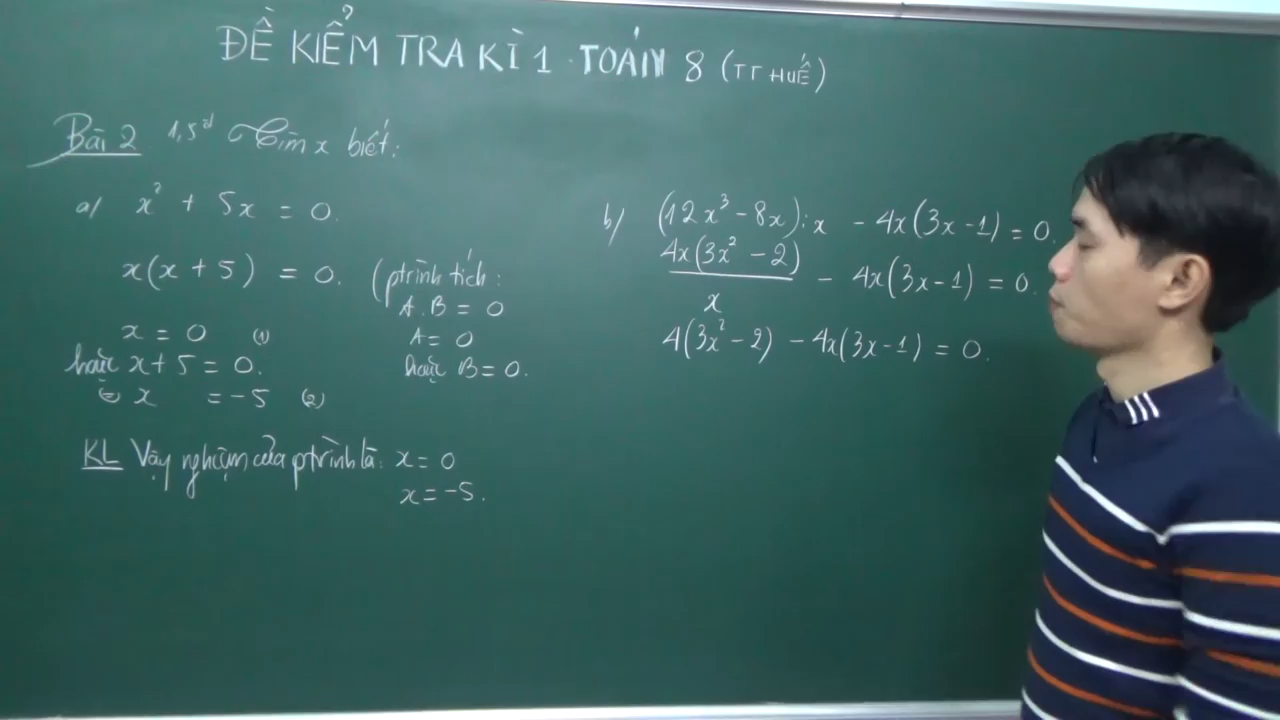 ĐỀ KIỂM TRA KÌ 1 . TOÁN 8 (TT HUẾ)
Bài 2 1,5đ Tìm x biết:
a/ x² + 5x = 0.
x(x + 5) = 0. (ptrình tích:
A.B = 0
x = 0 (1)
A = 0
hoặc x + 5 = 0.
hoặc B = 0.
x = -5 (2)
KL Vậy nghiệm của ptrình là: x = 0
x = -5.
b/ (12x³ - 8x):x - 4x(3x - 1) = 0.
4x(3x² - 2)/x - 4x(3x - 1) = 0.
4(3x² - 2) - 4x(3x - 1) = 0.